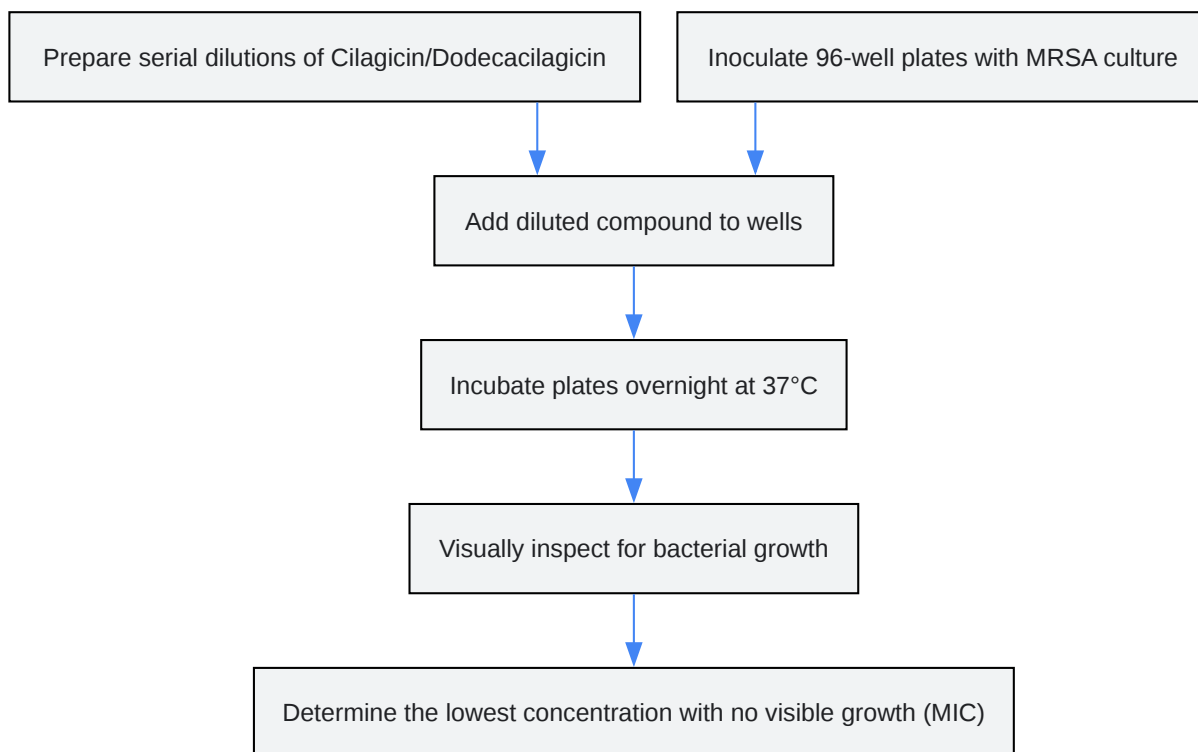 Prepare serial dilutions of Cilagicin/Dodecacilagicin
Inoculate 96-well plates with MRSA culture
Add diluted compound to wells
Incubate plates overnight at 37°C
Visually inspect for bacterial growth
Determine the lowest concentration with no visible growth (MIC)